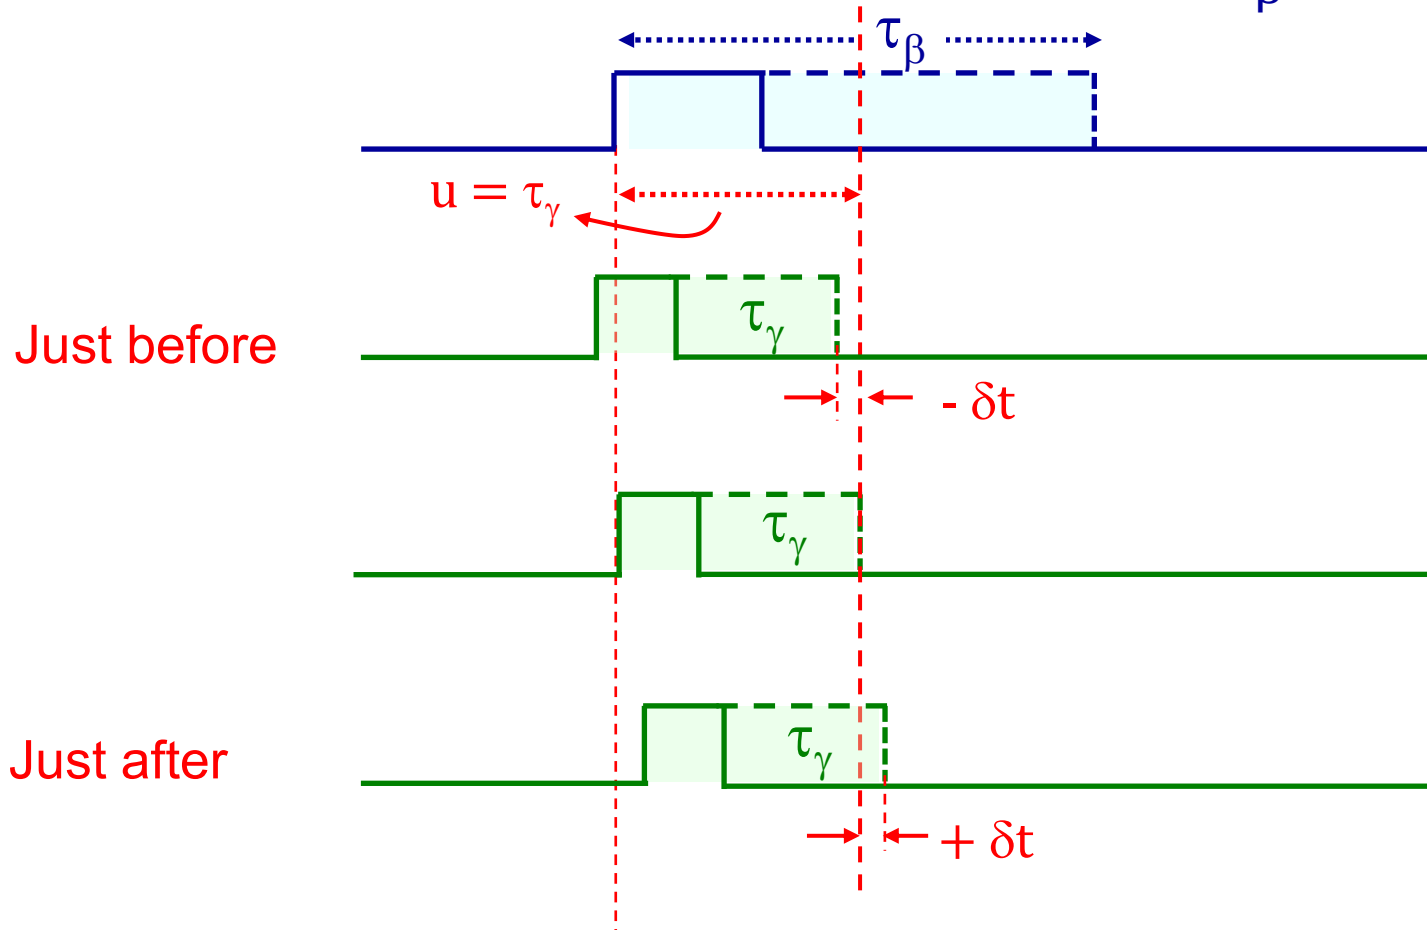 β
τβ
u = τγ
τγ
Just before
- δt
τγ
τγ
Just after
+ δt